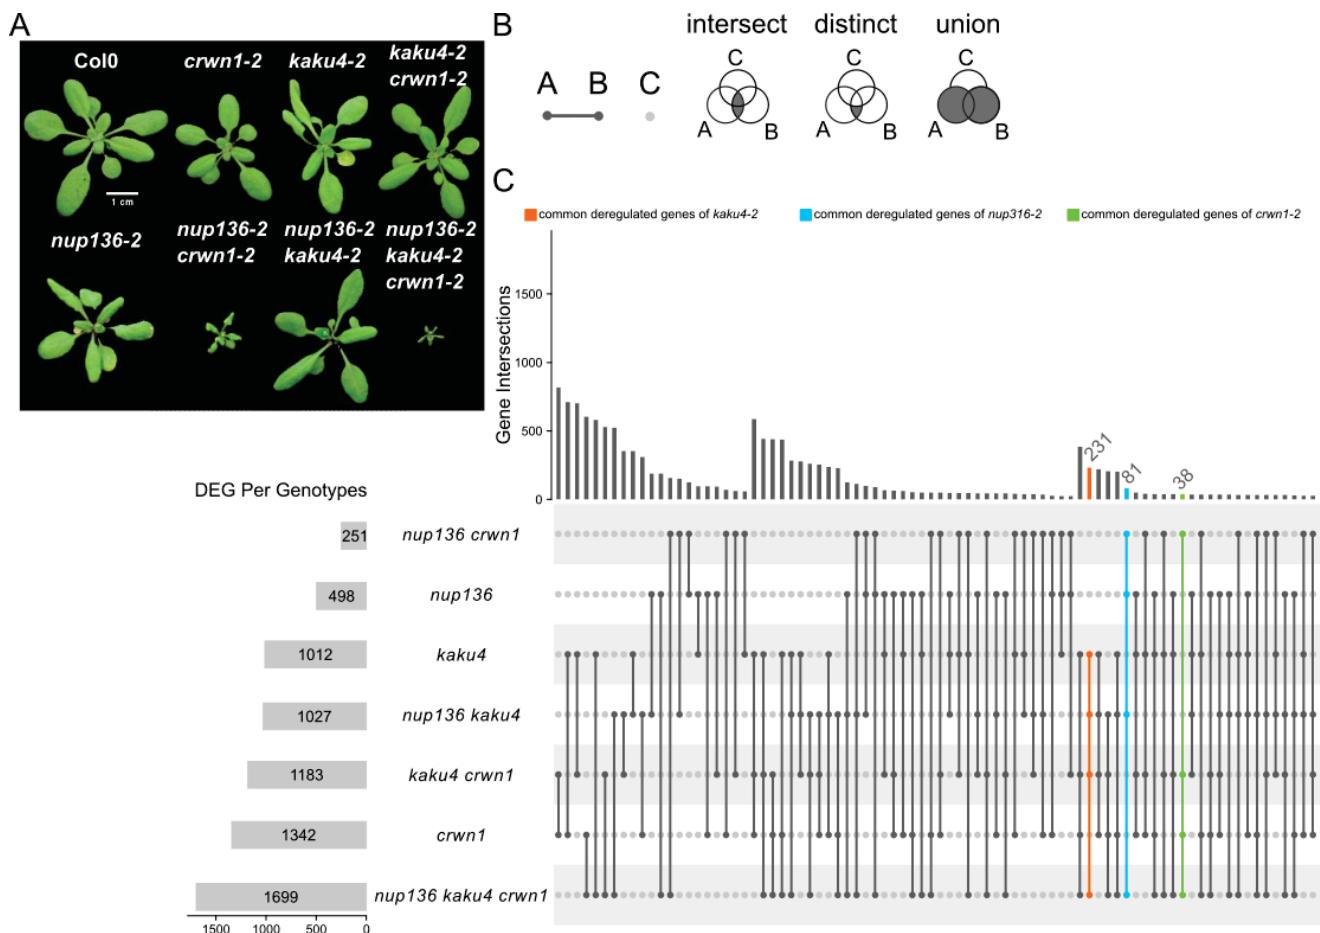 A
Col0
crwn1-2
kaku4-2
kaku4-2
crwn1-2
1 cm
nup136-2
nup136-2
crwn1-2
nup136-2
kaku4-2
nup136-2
kaku4-2
crwn1-2
B
intersect
distinct
union
A B C
C
A B
C
A B
C
A B
C
common deregulated genes of kaku4-2
common deregulated genes of nup316-2
common deregulated genes of crwn1-2
Gene Intersections
1500
1000
500
0
231
81
38
DEG Per Genotypes
251 nup136 crwn1
498 nup136
1012 kaku4
1027 nup136 kaku4
1183 kaku4 crwn1
1342 crwn1
1699 nup136 kaku4 crwn1
1500 1000 500 0